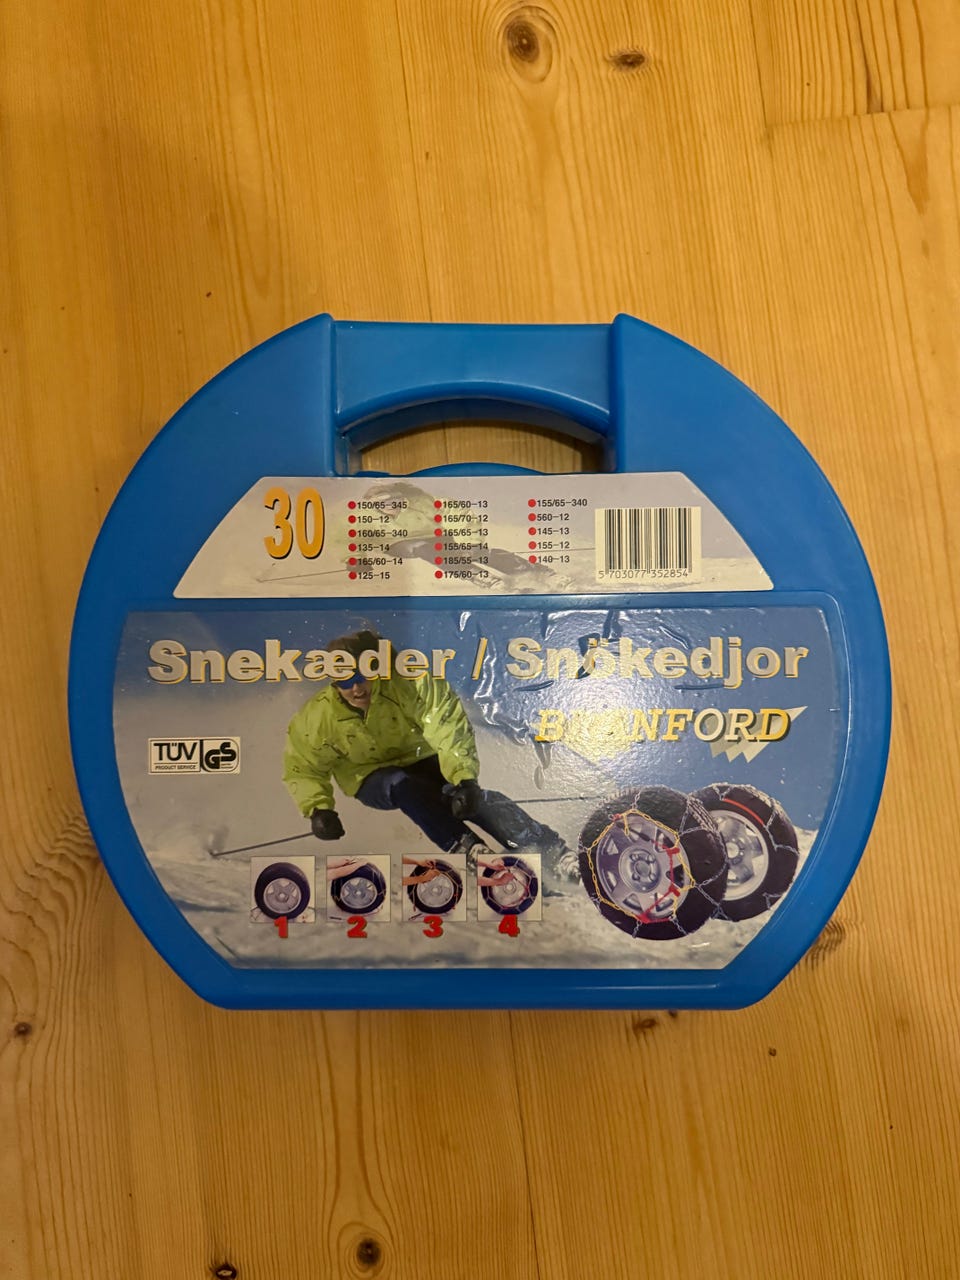 30
150/65-345
150-12
160/65-340
135-14
165/60-14
125-15
165/60-13
165/70-12
165/65-13
155/65-14
185/55-13
175/60-13
155/65-340
560-12
145-13
155-12
140-13
5 703077 352854
Snekæder / Snökedjor
BRANFORD
TÜV
PRODUCT SERVICE
GS
1 2 3 4